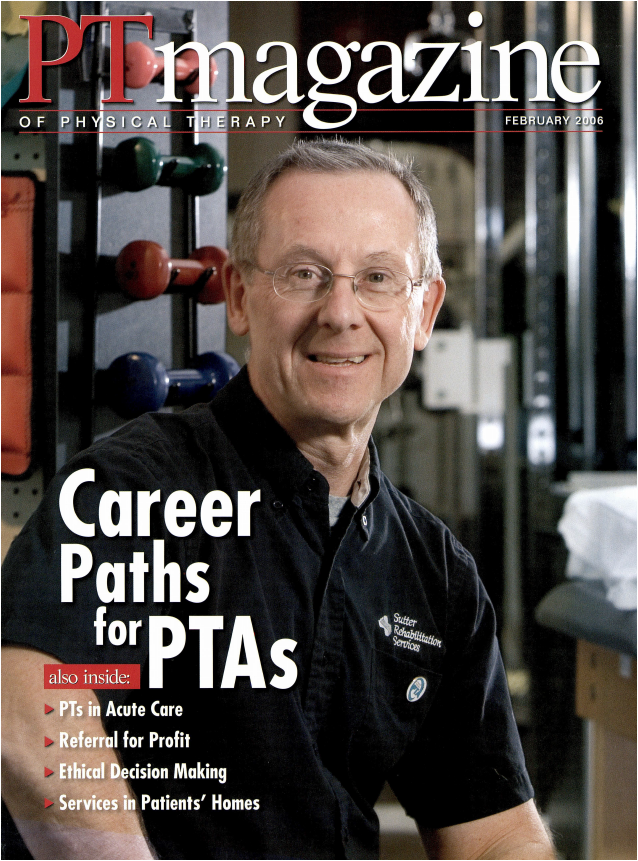 PTmagazine
OF PHYSICAL THERAPY
FEBRUARY 2006
Career
Paths
for PTAs
also inside:
PTs in Acute Care
Referral for Profit
Ethical Decision Making
Services in Patients' Homes
Sutter
Rehabilitation
Services